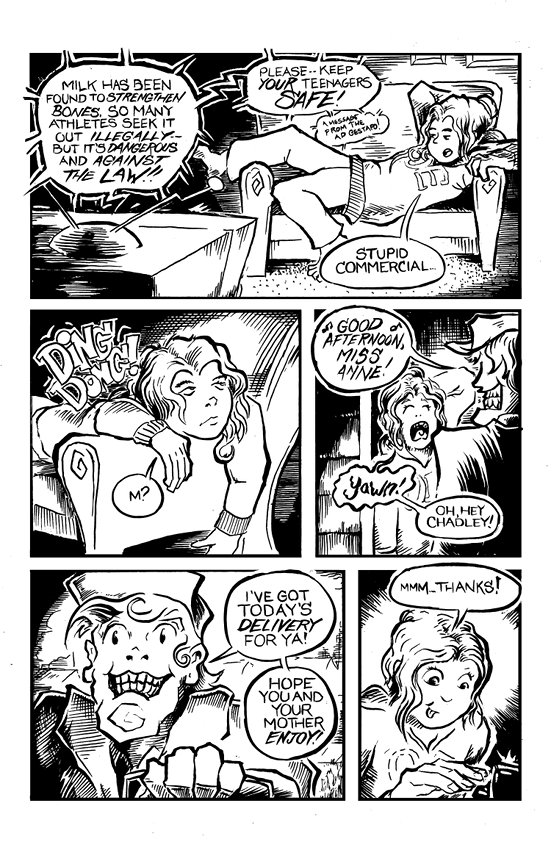 MILK HAS BEEN
FOUND TO STRENGTHEN
BONES, SO MANY
ATHLETES SEEK IT
OUT ILLEGALLY--
BUT IT'S DANGEROUS
AND AGAINST
THE LAW!!
PLEASE-- KEEP
YOUR TEENAGERS
SAFE!
A MESSAGE
FROM THE
AD GESTAPO!
STUPID
COMMERCIAL...
DING
DONG!
M?
GOOD
AFTERNOON,
MISS
ANNE!
YAWN!
OH, HEY
CHADLEY!
I'VE GOT
TODAY'S
DELIVERY
FOR YA!
HOPE
YOU AND
YOUR
MOTHER
ENJOY!
MMM...THANKS!